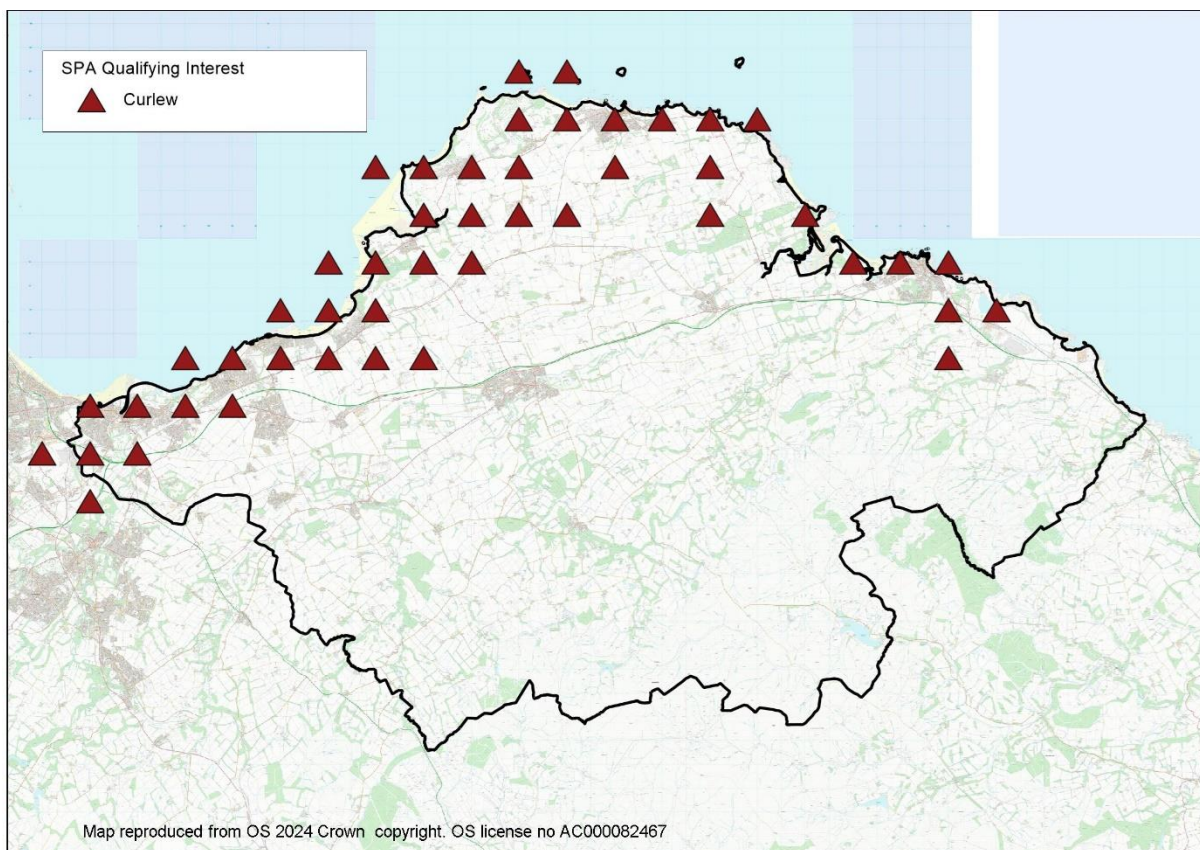 SPA Qualifying Interest
Curlew
Map reproduced from OS 2024 Crown copyright. OS license no AC000082467